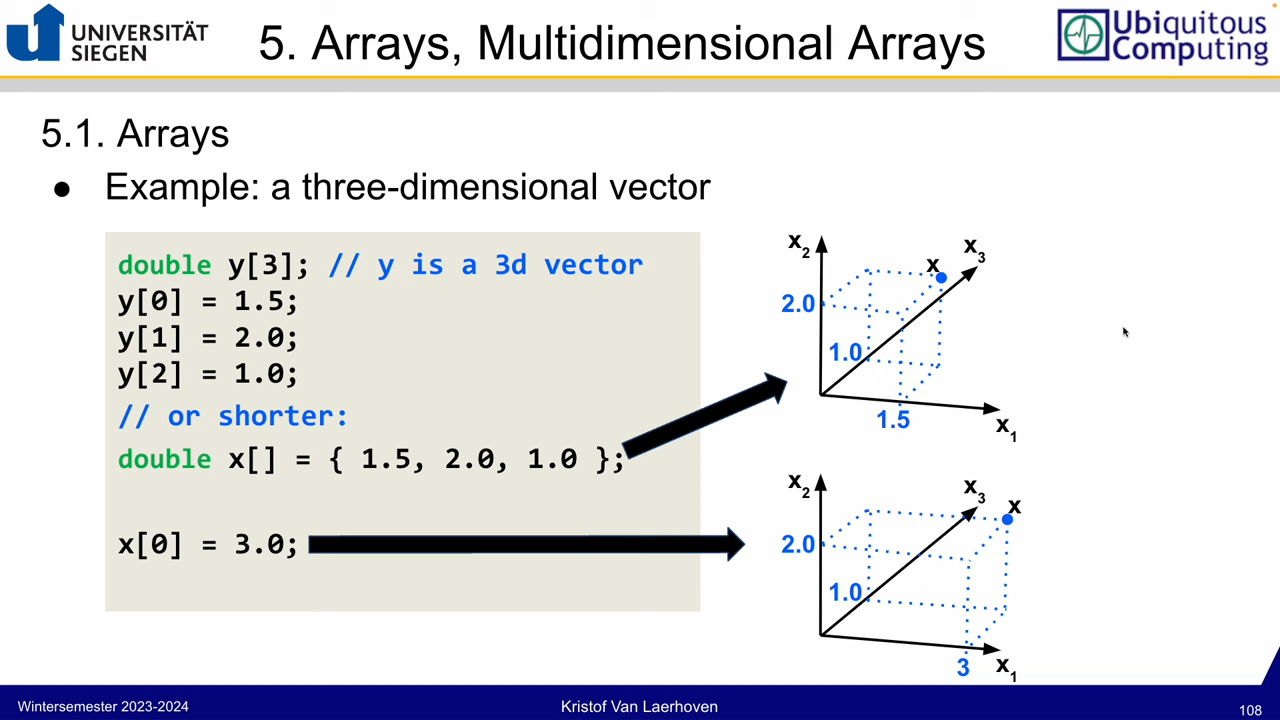 UNIVERSITÄT
SIEGEN
5. Arrays, Multidimensional Arrays
Ubiquitous
Computing
5.1. Arrays
● Example: a three-dimensional vector
double y[3]; // y is a 3d vector
y[0] = 1.5;
y[1] = 2.0;
y[2] = 1.0;
// or shorter:
double x[] = { 1.5, 2.0, 1.0 };
x[0] = 3.0;
x2
x
x3
2.0
1.0
1.5
x1
x2
x3
x
2.0
1.0
3
x1
Wintersemester 2023-2024
Kristof Van Laerhoven
108